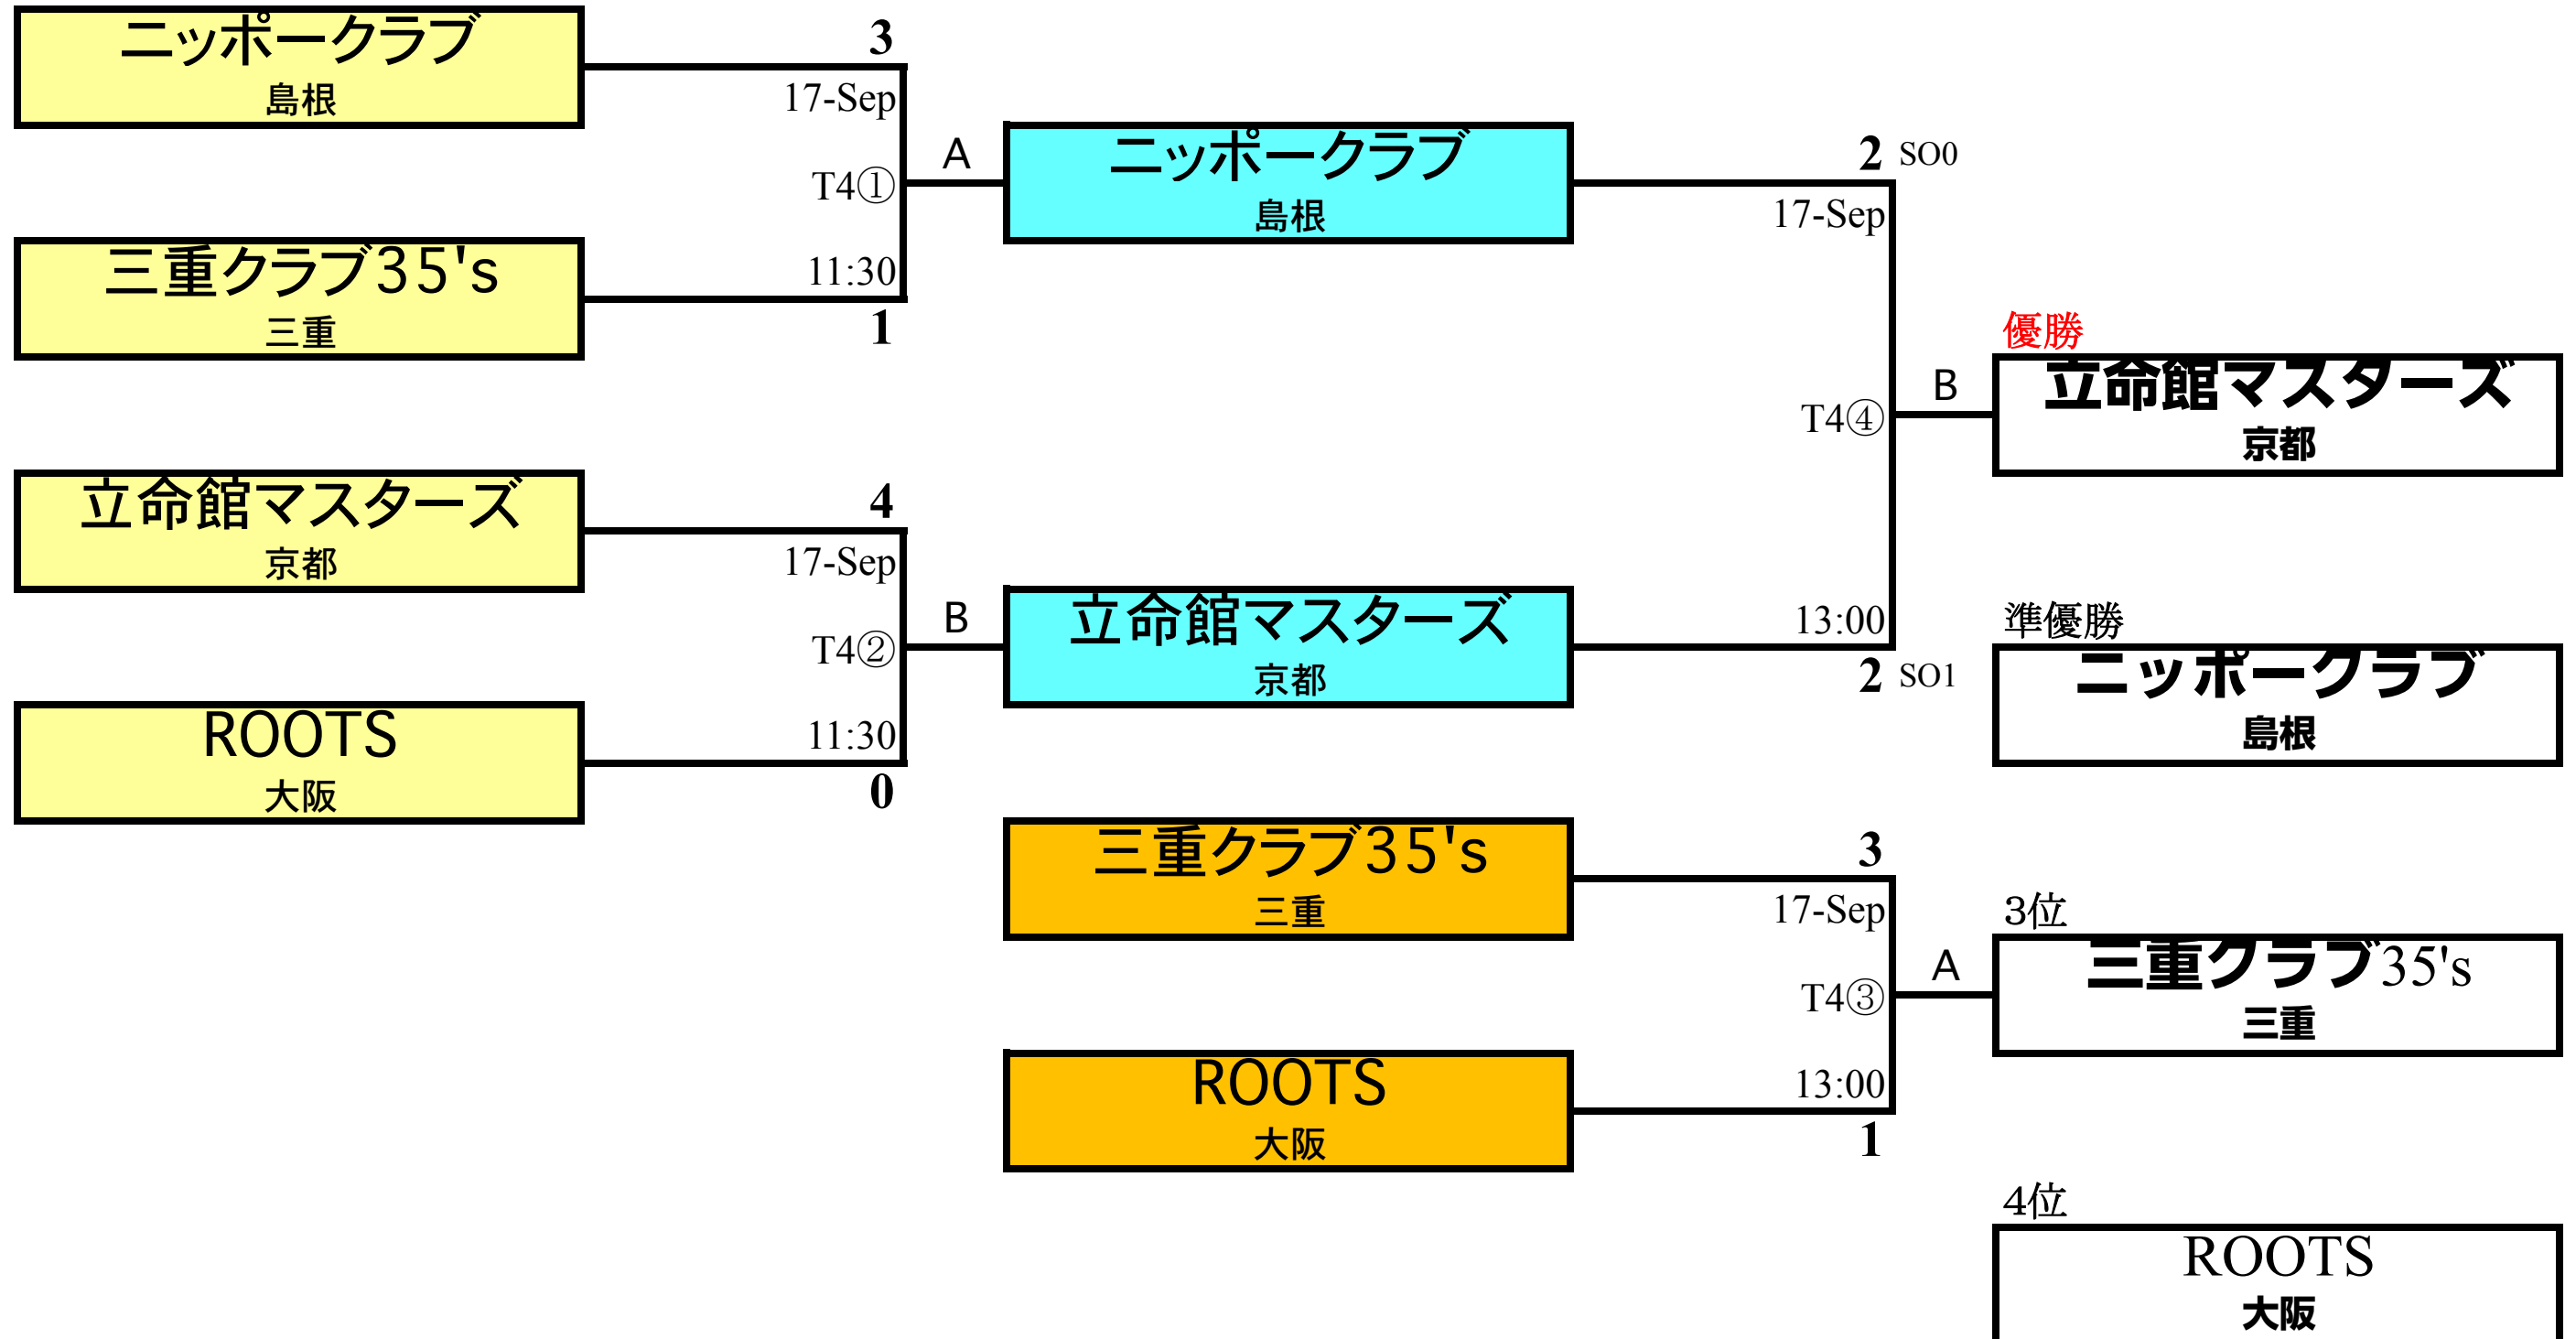 ニッポークラブ
島根
3
17-Sep
T4①
A
三重クラブ35's
三重
11:30
1
立命館マスターズ
京都
4
17-Sep
T4②
B
ROOTS
大阪
11:30
0
ニッポークラブ
島根
2 SO0
17-Sep
T4④
B
立命館マスターズ
京都
13:00
2 SO1
三重クラブ35's
三重
3
17-Sep
T4③
A
ROOTS
大阪
13:00
1
優勝
立命館マスターズ
京都
準優勝
ニッポークラブ
島根
3位
三重クラブ35's
三重
4位
ROOTS
大阪